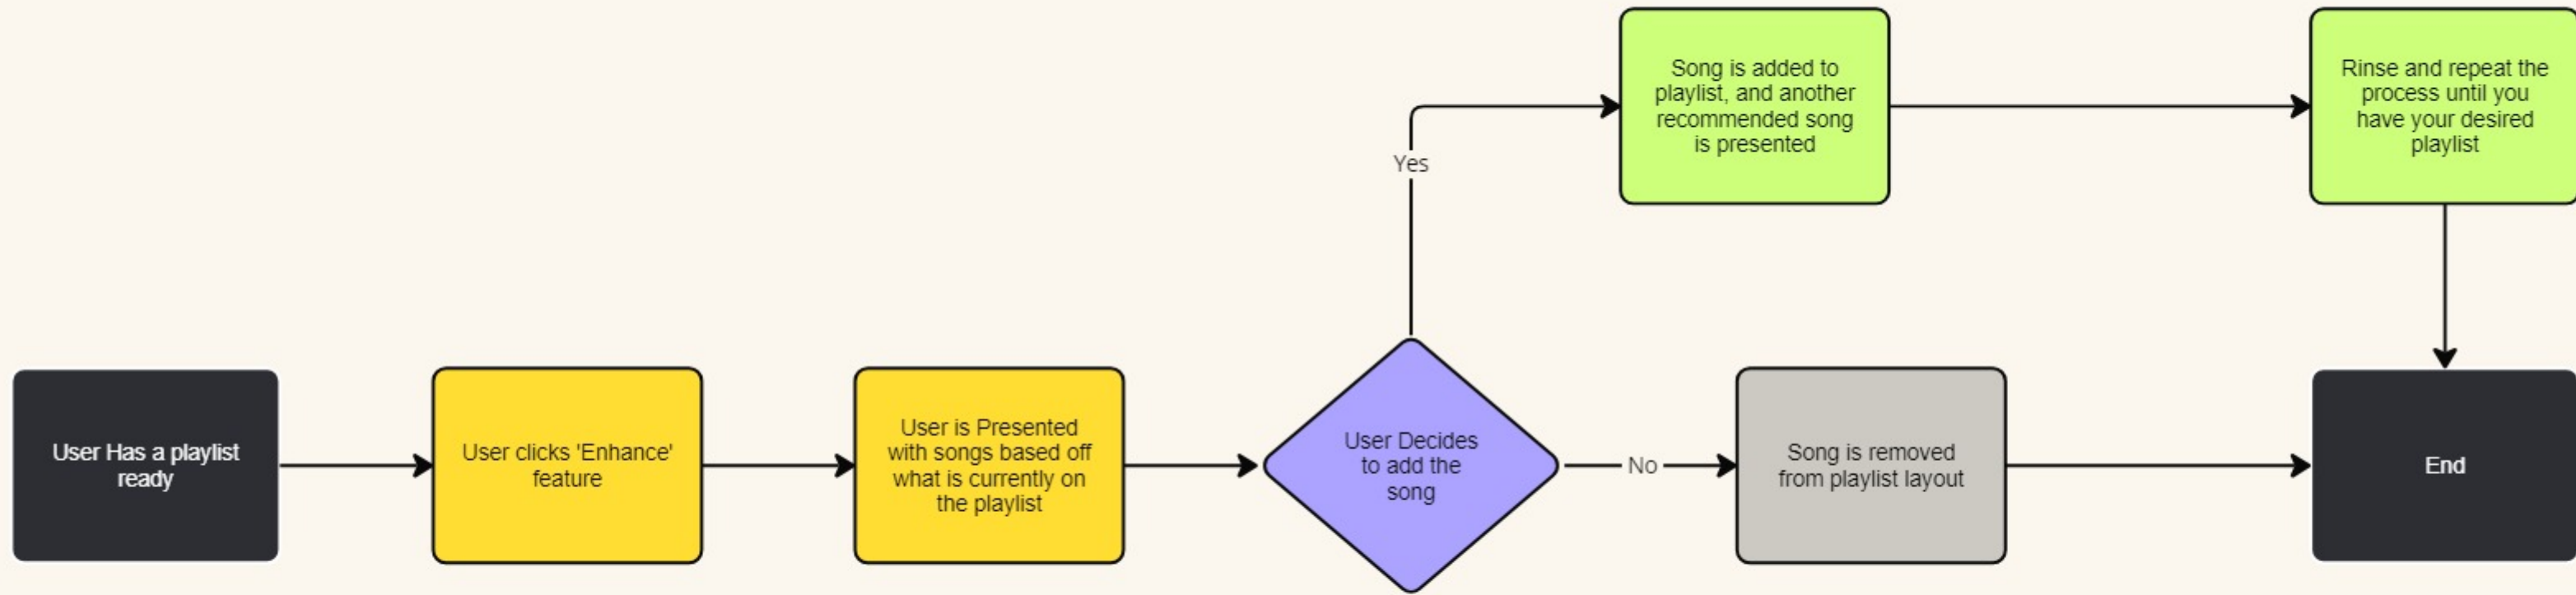 User Has a playlist
ready
User clicks 'Enhance'
feature
User is Presented
with songs based off
what is currently on
the playlist
User Decides
to add the
song
Yes
Song is added to
playlist, and another
recommended song
is presented
Rinse and repeat the
process until you
have your desired
playlist
No
Song is removed
from playlist layout
End